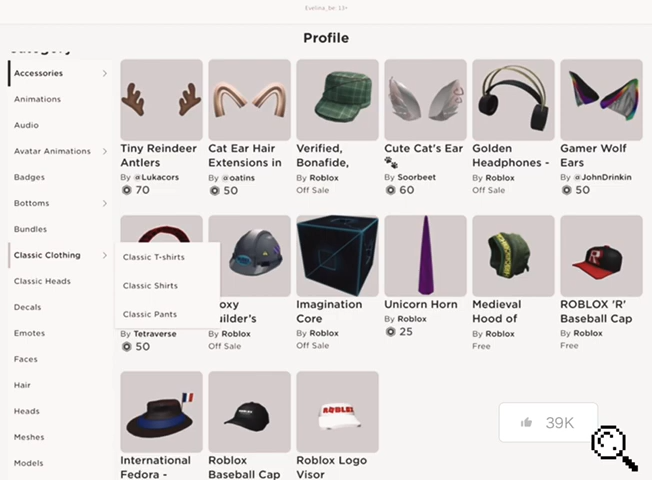 Evelina_far: 13+
Profile
Category
Accessories
Animations
Audio
Avatar Animations
Badges
Bottoms
Bundles
Classic Clothing
Classic Heads
Decals
Emotes
Faces
Hair
Heads
Meshes
Models
Classic T-shirts
Classic Shirts
Classic Pants
Tiny Reindeer
Antlers
By @Lukacors
70
Cat Ear Hair
Extensions in
By @oatins
50
Verified,
Bonafide,
By Roblox
Off Sale
Cute Cat's Ear
By Soorbeet
60
Golden
Headphones -
By Roblox
Off Sale
Gamer Wolf
Ears
By @JohnDrinkin
50
By Tetraverse
50
oxy
uilder's
By Roblox
Off Sale
Imagination
Core
By Roblox
Off Sale
Unicorn Horn
By Roblox
25
Medieval
Hood of
By Roblox
Free
ROBLOX 'R'
Baseball Cap
By Roblox
Free
International
Fedora -
Roblox
Baseball Cap
ROBLOX
Roblox Logo
Visor
39K